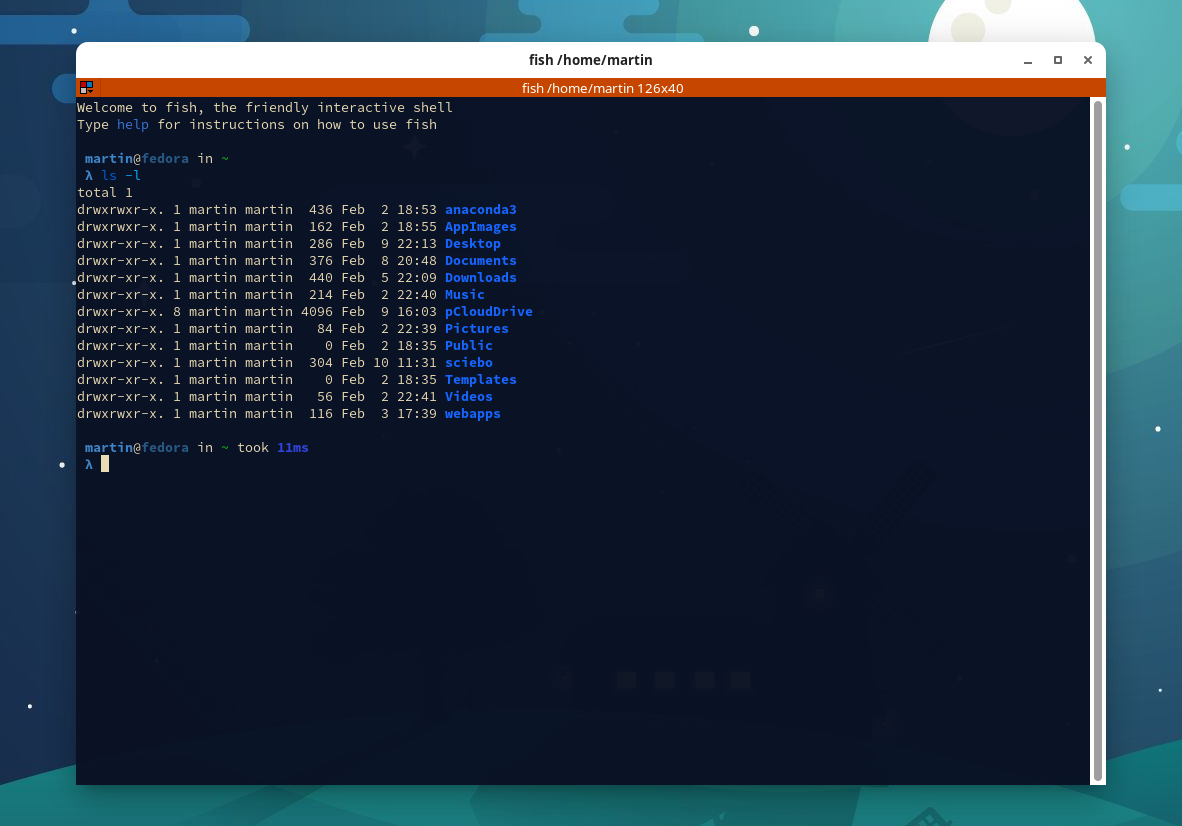 fish /home/martin
fish /home/martin 126x40
Welcome to fish, the friendly interactive shell
Type help for instructions on how to use fish
martin@fedora in ~
λ ls -l
total 1
drwxrwxr-x. 1 martin martin  436 Feb  2 18:53 anaconda3
drwxr-xr-x. 1 martin martin  162 Feb  2 18:55 AppImages
drwxr-xr-x. 1 martin martin  286 Feb  9 22:13 Desktop
drwxr-xr-x. 1 martin martin  376 Feb  8 20:48 Documents
drwxr-xr-x. 1 martin martin  440 Feb  5 22:09 Downloads
drwxr-xr-x. 1 martin martin  214 Feb  2 22:40 Music
drwxr-xr-x. 8 martin martin 4096 Feb  9 16:03 pCloudDrive
drwxr-xr-x. 1 martin martin   84 Feb  2 22:39 Pictures
drwxr-xr-x. 1 martin martin    0 Feb  2 18:35 Public
drwxr-xr-x. 1 martin martin  304 Feb 10 11:31 sciebo
drwxr-xr-x. 1 martin martin    0 Feb  2 18:35 Templates
drwxr-xr-x. 1 martin martin   56 Feb  2 22:41 Videos
drwxrwxr-x. 1 martin martin  116 Feb  3 17:39 webapps
martin@fedora in ~ took 11ms
λ